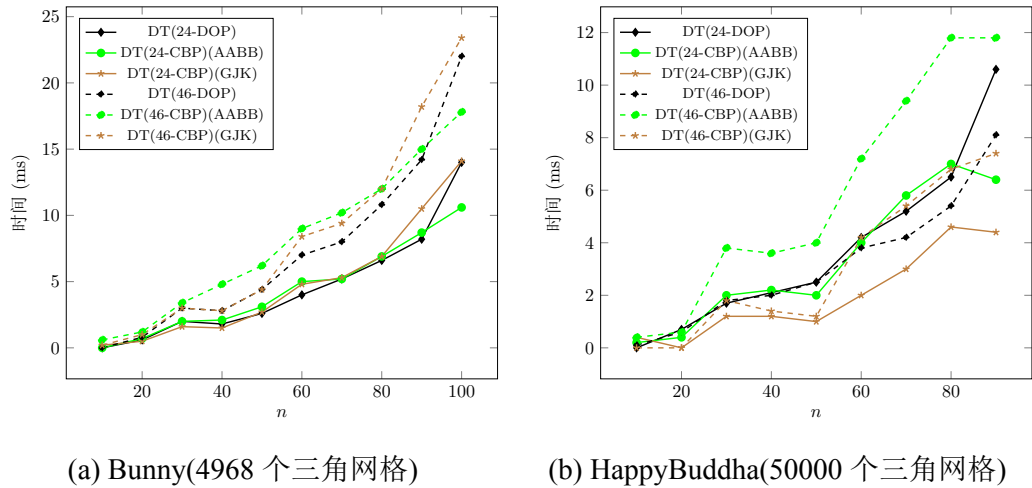 DT(24-DOP)
DT(24-CBP)(AABB)
DT(24-CBP)(GJK)
DT(46-DOP)
DT(46-CBP)(AABB)
DT(46-CBP)(GJK)
25
20
15
10
5
0
时间 (ms)
20 40 60 80 100
n
(a) Bunny(4968 个三角网格)
DT(24-DOP)
DT(24-CBP)(AABB)
DT(24-CBP)(GJK)
DT(46-DOP)
DT(46-CBP)(AABB)
DT(46-CBP)(GJK)
12
10
8
6
4
2
0
时间 (ms)
20 40 60 80
n
(b) HappyBuddha(50000 个三角网格)